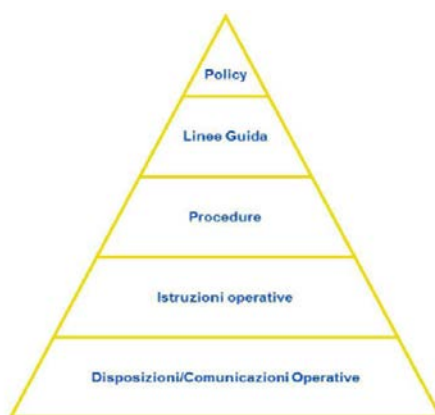 Policy
Linee Guida
Procedure
Istruzioni operative
Disposizioni/Comunicazioni Operative